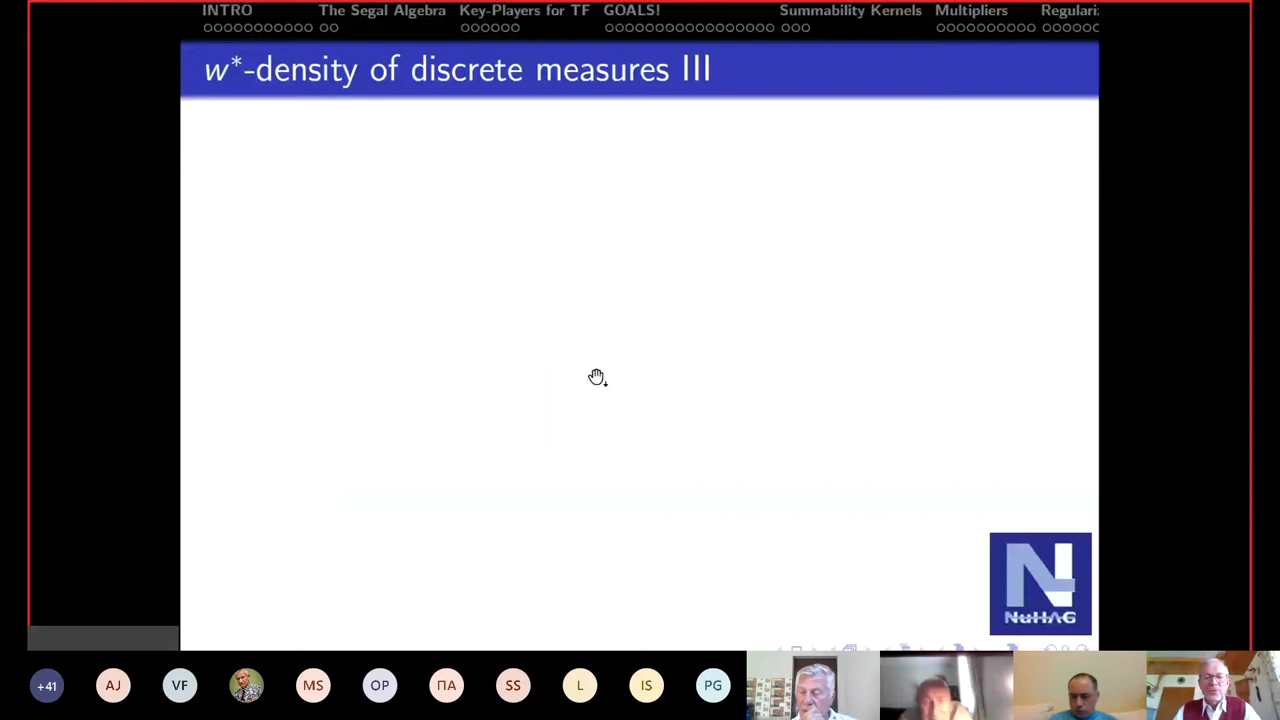 INTRO The Segal Algebra Key-Players for TF GOALS! Summability Kernels Multipliers Regulari
w*-density of discrete measures III
N
NuHAG
+41 AJ VF MS OP ПА SS L IS PG